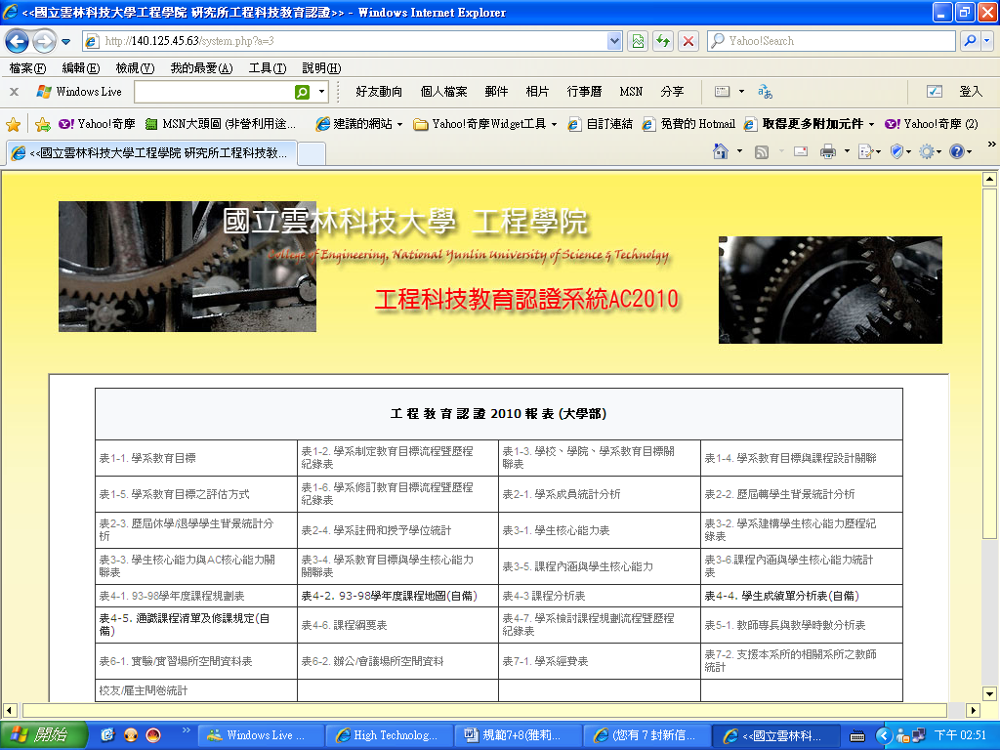 <<國立雲林科技大學工程學院 研究所工程科技教育認證>> - Windows Internet Explorer
http://140.125.45.63/system.php?a=3
Yahoo! Search
檔案(F) 編輯(E) 檢視(V) 我的最愛(A) 工具(T) 說明(H)
Windows Live 好友動向 個人檔案 郵件 相片 行事曆 MSN 分享 登入
Yahoo!奇摩 MSN大頭圖 (非營利用途... 建議的網站 Yahoo!奇摩Widget工具 自訂連結 免費的 Hotmail 取得更多附加元件 Yahoo!奇摩 (2)
<<國立雲林科技大學工程學院 研究所工程科技教...
國立雲林科技大學 工程學院
College of Engineering, National Yunlin University of Science & Technolgy
工程科技教育認證系統AC2010
工 程 教 育 認 證 2010 報 表 (大學部)
表1-1. 學系教育目標
表1-2. 學系制定教育目標流程暨歷程
紀錄表
表1-3. 學校、學院、學系教育目標關
聯表
表1-4. 學系教育目標與課程設計關聯
表1-5. 學系教育目標之評估方式
表1-6. 學系修訂教育目標流程暨歷程
紀錄表
表2-1. 學系成員統計分析
表2-2. 歷屆轉學生背景統計分析
表2-3. 歷屆休學/退學學生背景統計分
析
表2-4. 學系註冊和授予學位統計
表3-1. 學生核心能力表
表3-2. 學系建構學生核心能力歷程紀
錄表
表3-3. 學生核心能力與AC核心能力關
聯表
表3-4. 學系教育目標與學生核心能力
關聯表
表3-5. 課程內涵與學生核心能力
表3-6.課程內涵與學生核心能力統計
表
表4-1. 93-98學年度課程規劃表
表4-2. 93-98學年度課程地圖(自備)
表4-3 課程分析表
表4-4. 學生成績單分析表(自備)
表4-5. 通識課程清單及修課規定(自
備)
表4-6. 課程綱要表
表4-7. 學系檢討課程規劃流程暨歷程
紀錄表
表5-1. 教師專長與教學時數分析表
表6-1. 實驗/實習場所空間資料表
表6-2. 辦公/會議場所空間資料
表7-1. 學系經費表
表7-2. 支援本系所的相關系所之教師
統計
校友/雇主問卷統計
開始 Windows Live ... High Technolog... 規範7+8(雅莉... (您有 7 封新信... <<國立雲林科... 下午 02:51